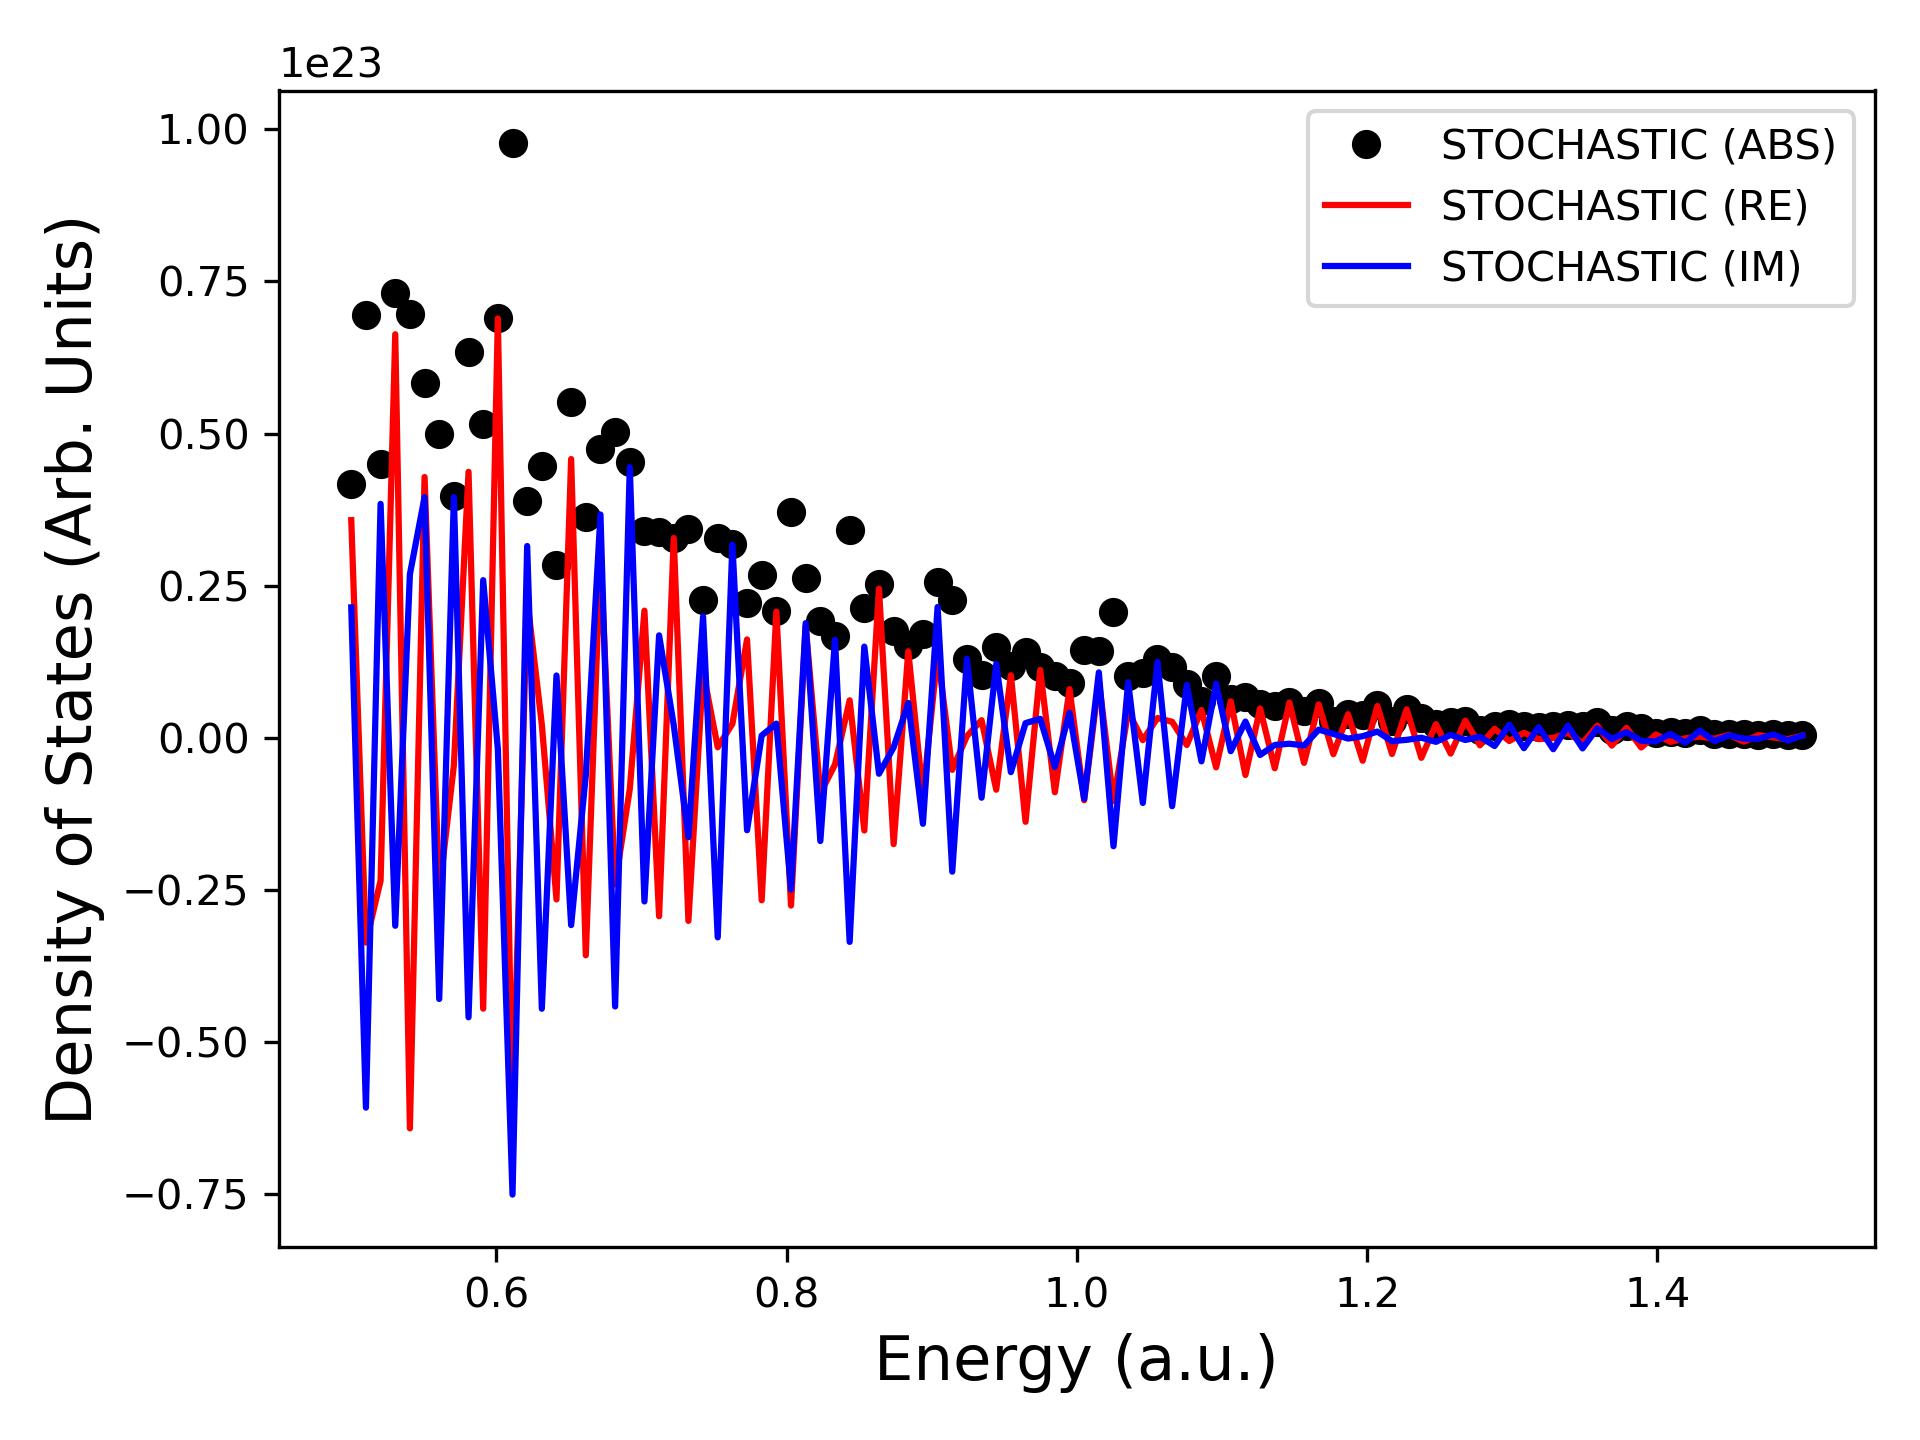 1e23
1.00
0.75
0.50
0.25
0.00
−0.25
−0.50
−0.75
Density of States (Arb. Units)
STOCHASTIC (ABS)
STOCHASTIC (RE)
STOCHASTIC (IM)
0.6 0.8 1.0 1.2 1.4
Energy (a.u.)